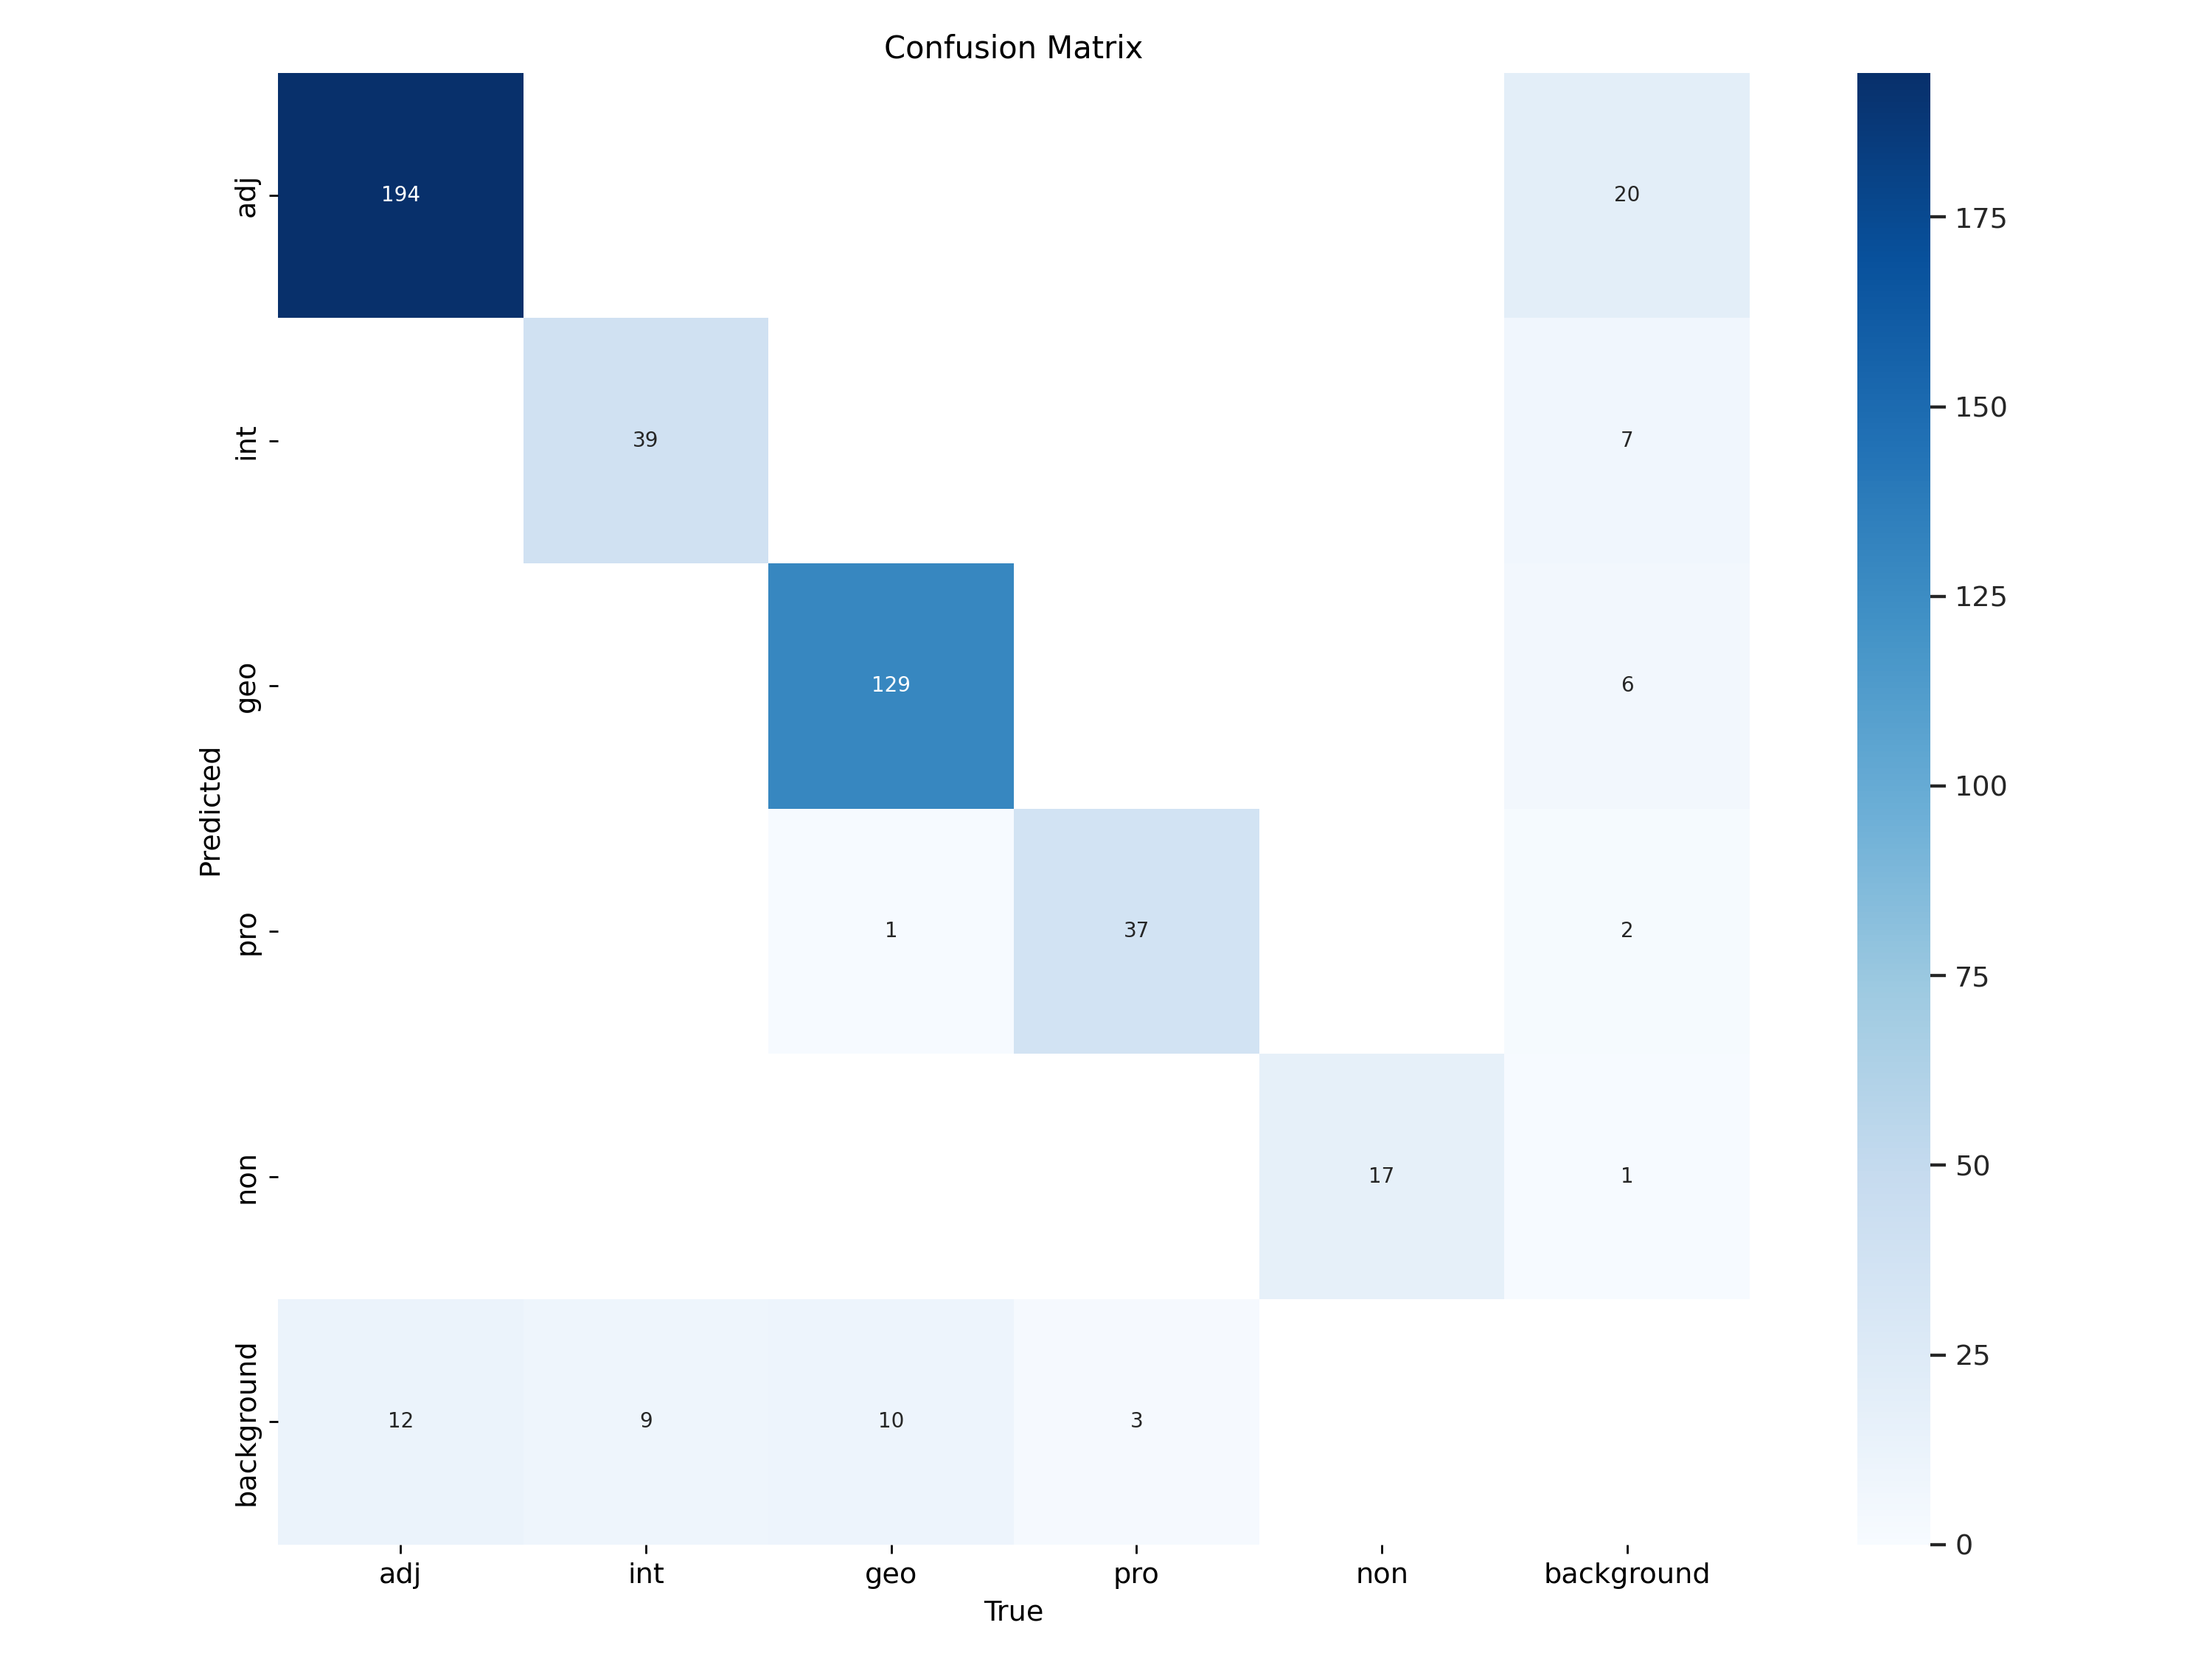 Confusion Matrix
adj 194 20 175
int 39 7 150
geo 129 6 125
100
Predicted
pro 1 37 2 75
non 17 1 50
25
background 12 9 10 3
0
adj int geo pro non background
True